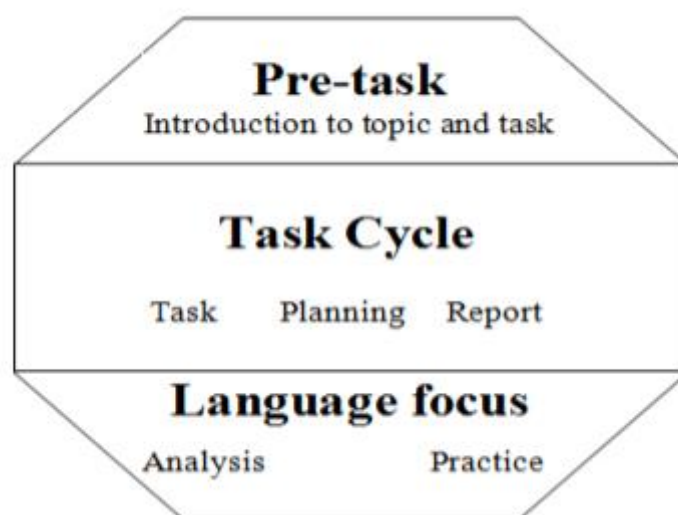 Pre-task
Introduction to topic and task
Task Cycle
Task Planning Report
Language focus
Analysis Practice